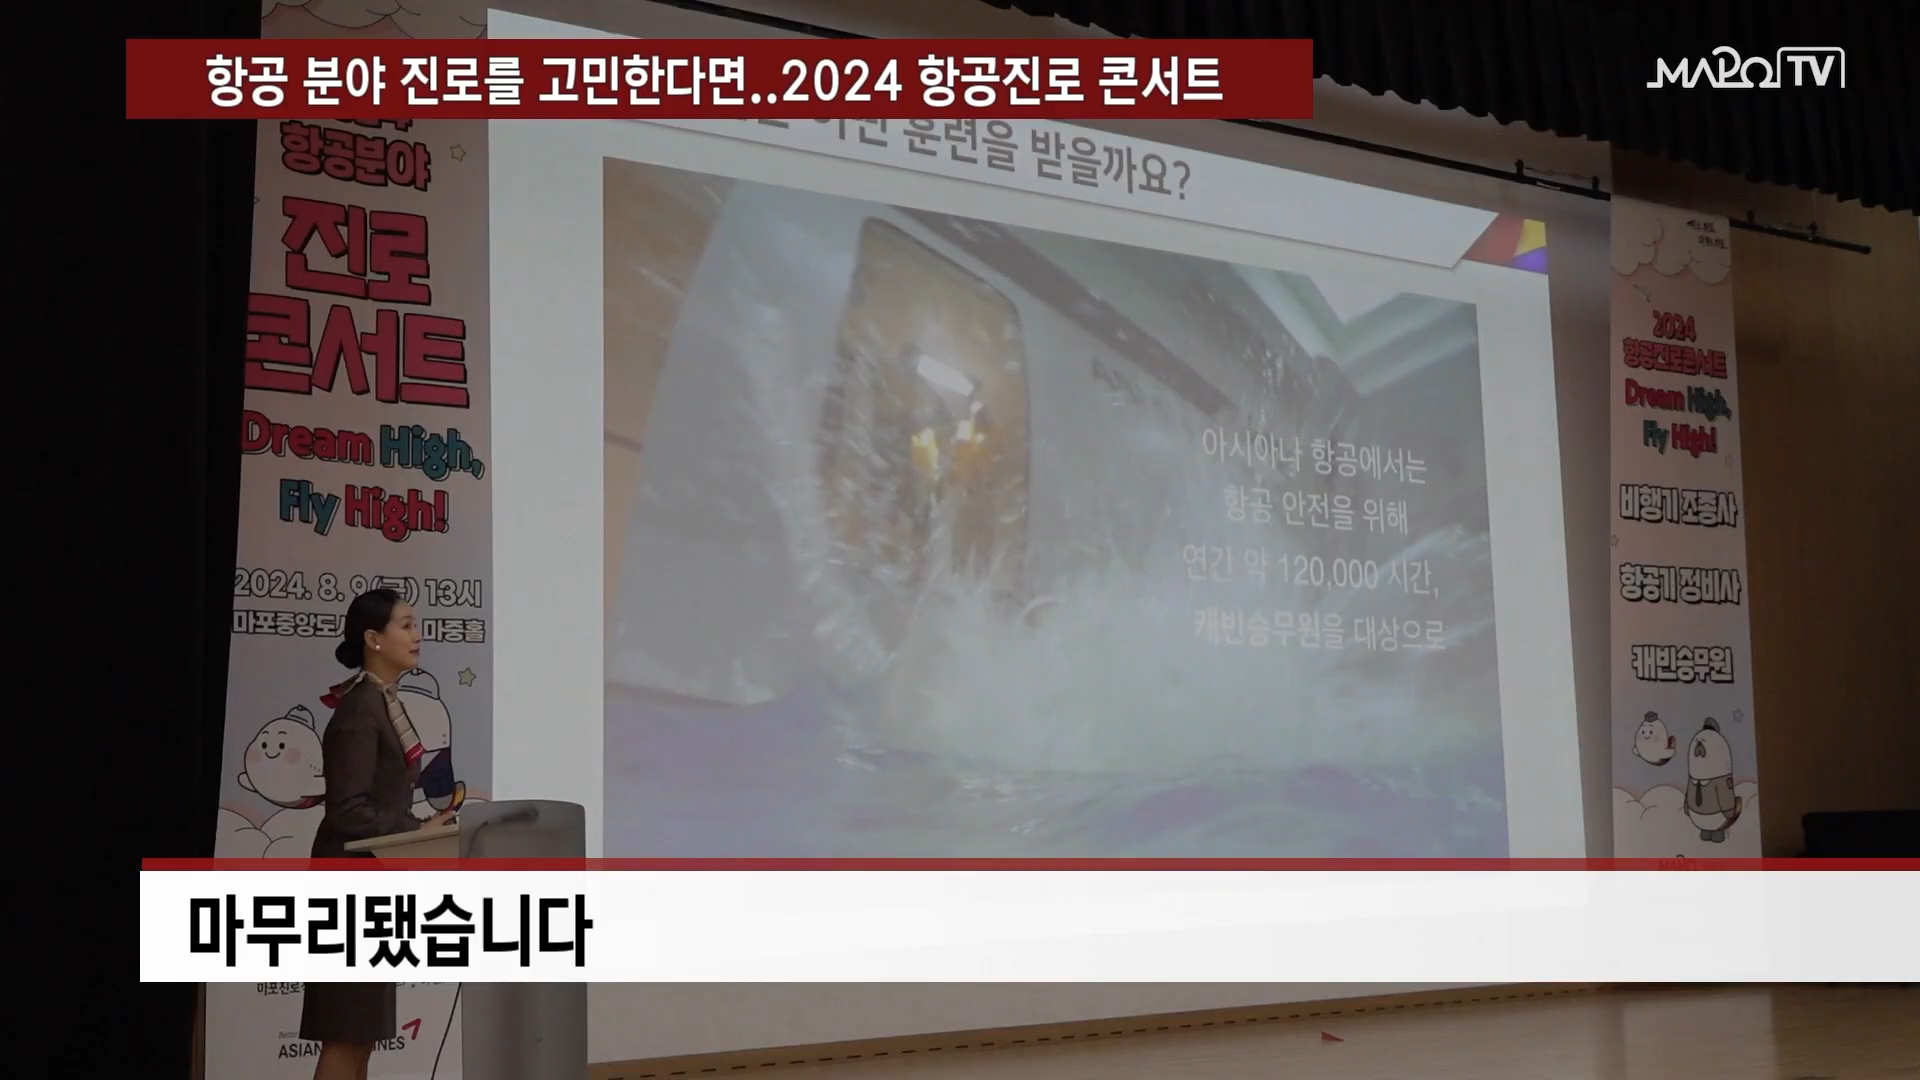 항공 분야 진로를 고민한다면..2024 항공진로 콘서트
MAPO TV
훈련을 받을까요?
아시아나 항공에서는
항공 안전을 위해
연간 약 120,000 시간,
캐빈승무원을 대상으로
항공분야
진로
콘서트
Dream High,
Fly High!
2024. 8. 9(금) 13시
마포중앙도 마중홀
2024
항공진로콘서트
Dream High,
Fly High!
비행기 조종사
항공기 정비사
캐빈승무원
마무리됐습니다